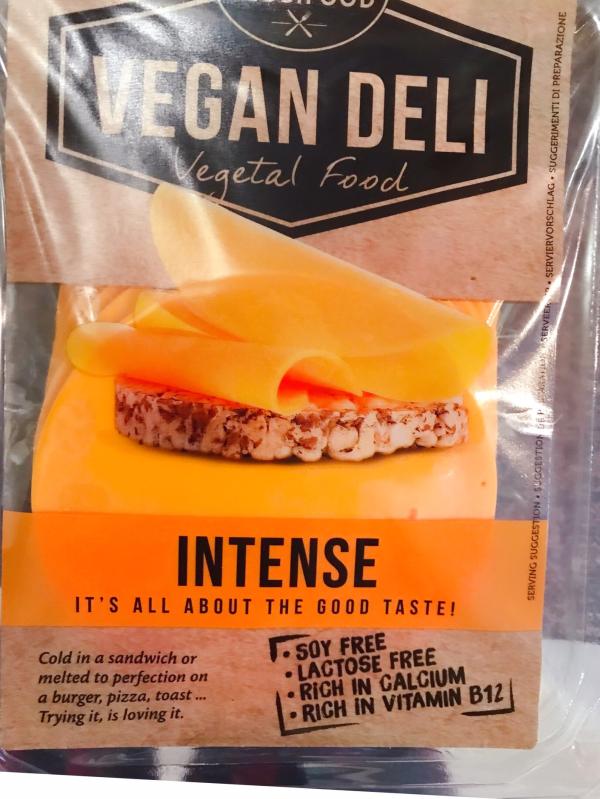 VEGAN DELI
Vegetal Food
INTENSE
IT'S ALL ABOUT THE GOOD TASTE!
Cold in a sandwich or
melted to perfection on
a burger, pizza, toast ...
Trying it, is loving it.
• SOY FREE
• LACTOSE FREE
• RICH IN CALCIUM
• RICH IN VITAMIN B12
SERVING SUGGESTION • SUGGESTION DE • SERVIERVORSCHLAG • SUGGERIMENTI DI PREPARAZIONE